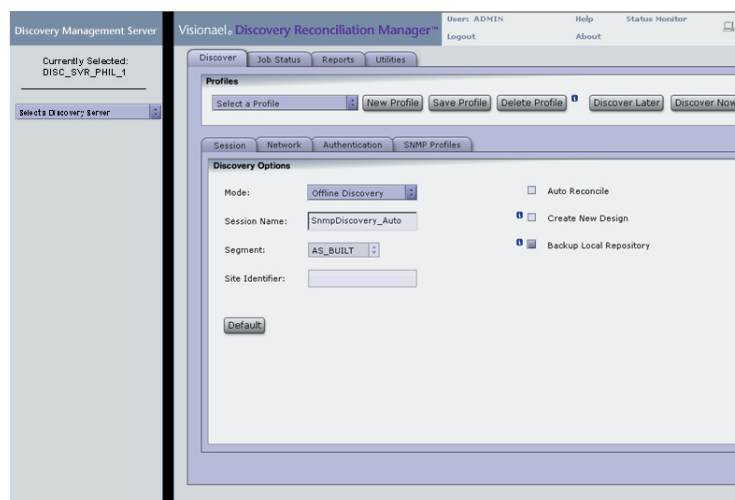 Discovery Management Server
Currently Selected:
DISC_SVR_PHIL_1
Select a Discovery Server
Visionael® Discovery Reconciliation Manager™
User: ADMIN
Logout
Help
About
Status Monitor
Discover
Job Status
Reports
Utilities
Profiles
Select a Profile
New Profile
Save Profile
Delete Profile
Discover Later
Discover Now
Session
Network
Authentication
SNMP Profiles
Discovery Options
Mode:
Offline Discovery
Auto Reconcile
Session Name:
SnmpDiscovery_Auto
Create New Design
Segment:
AS_BUILT
Backup Local Repository
Site Identifier:
Default